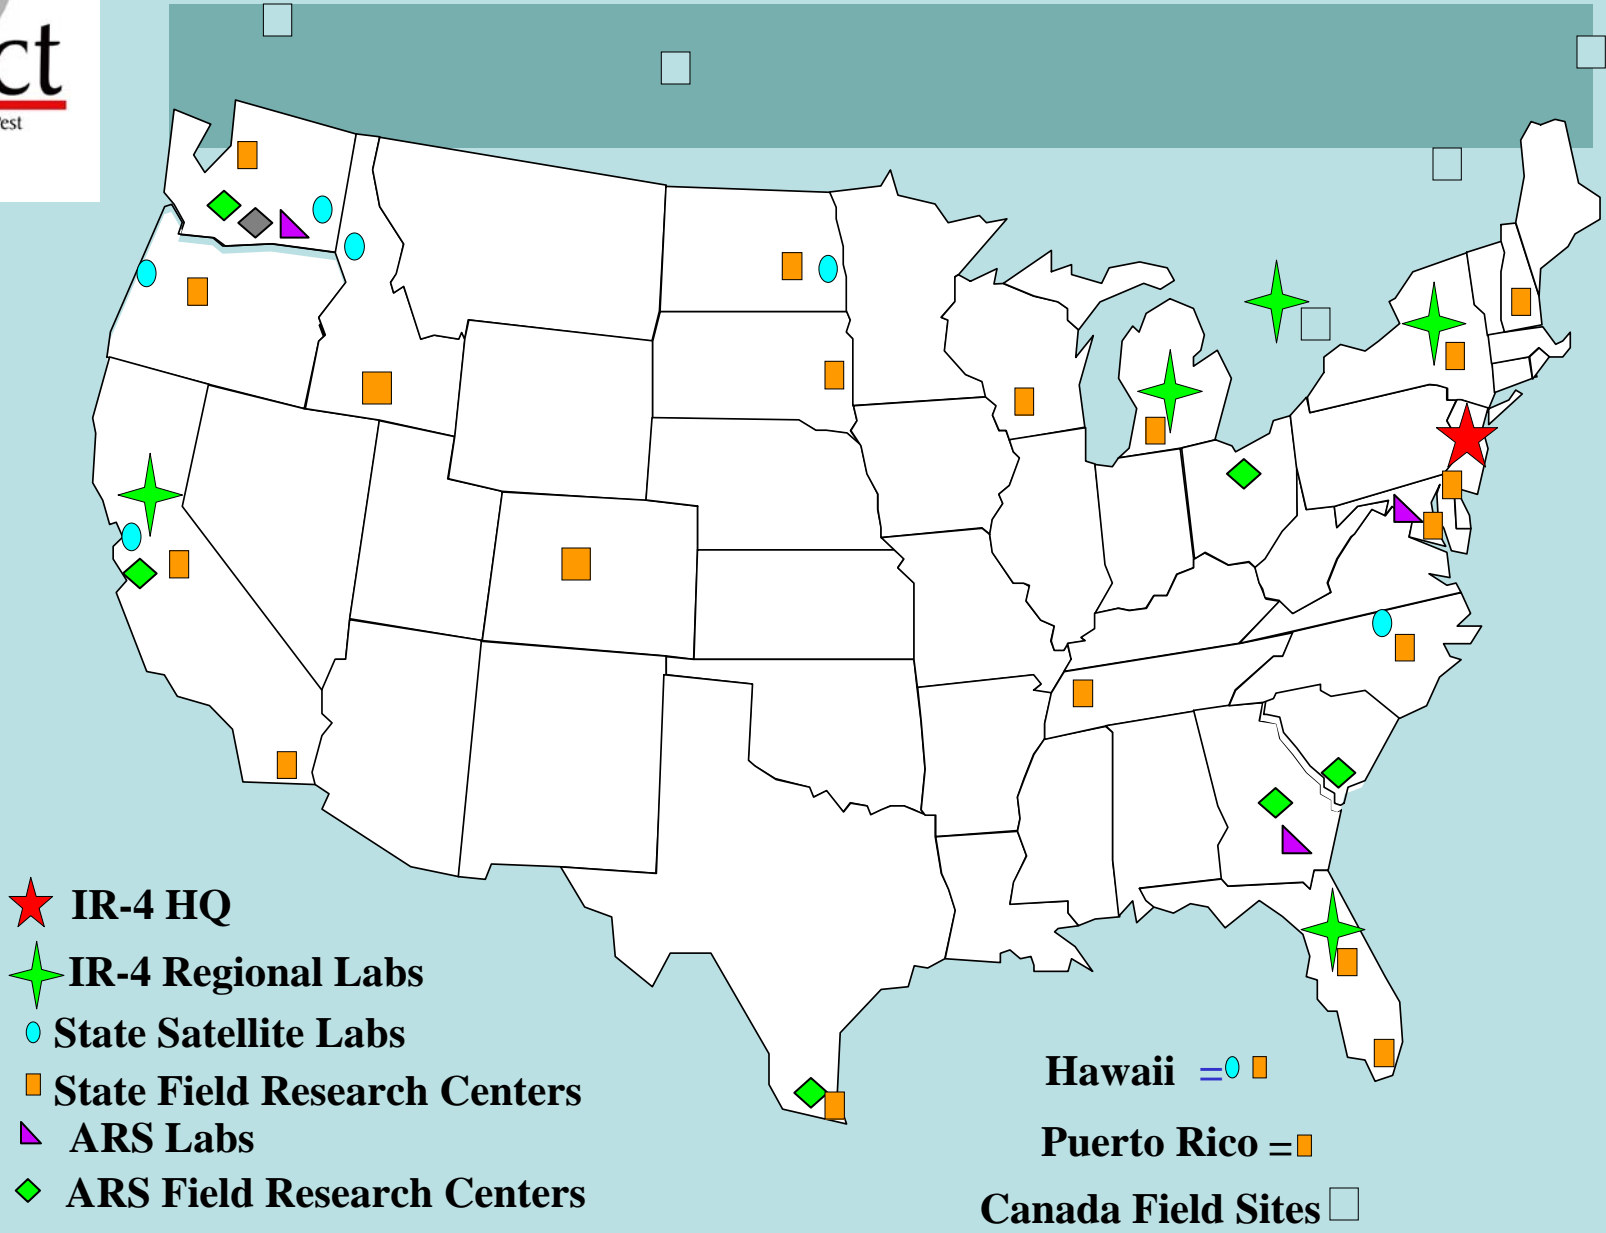 ct
est
IR-4 HQ
IR-4 Regional Labs
State Satellite Labs
State Field Research Centers
ARS Labs
ARS Field Research Centers
Hawaii =
Puerto Rico =
Canada Field Sites